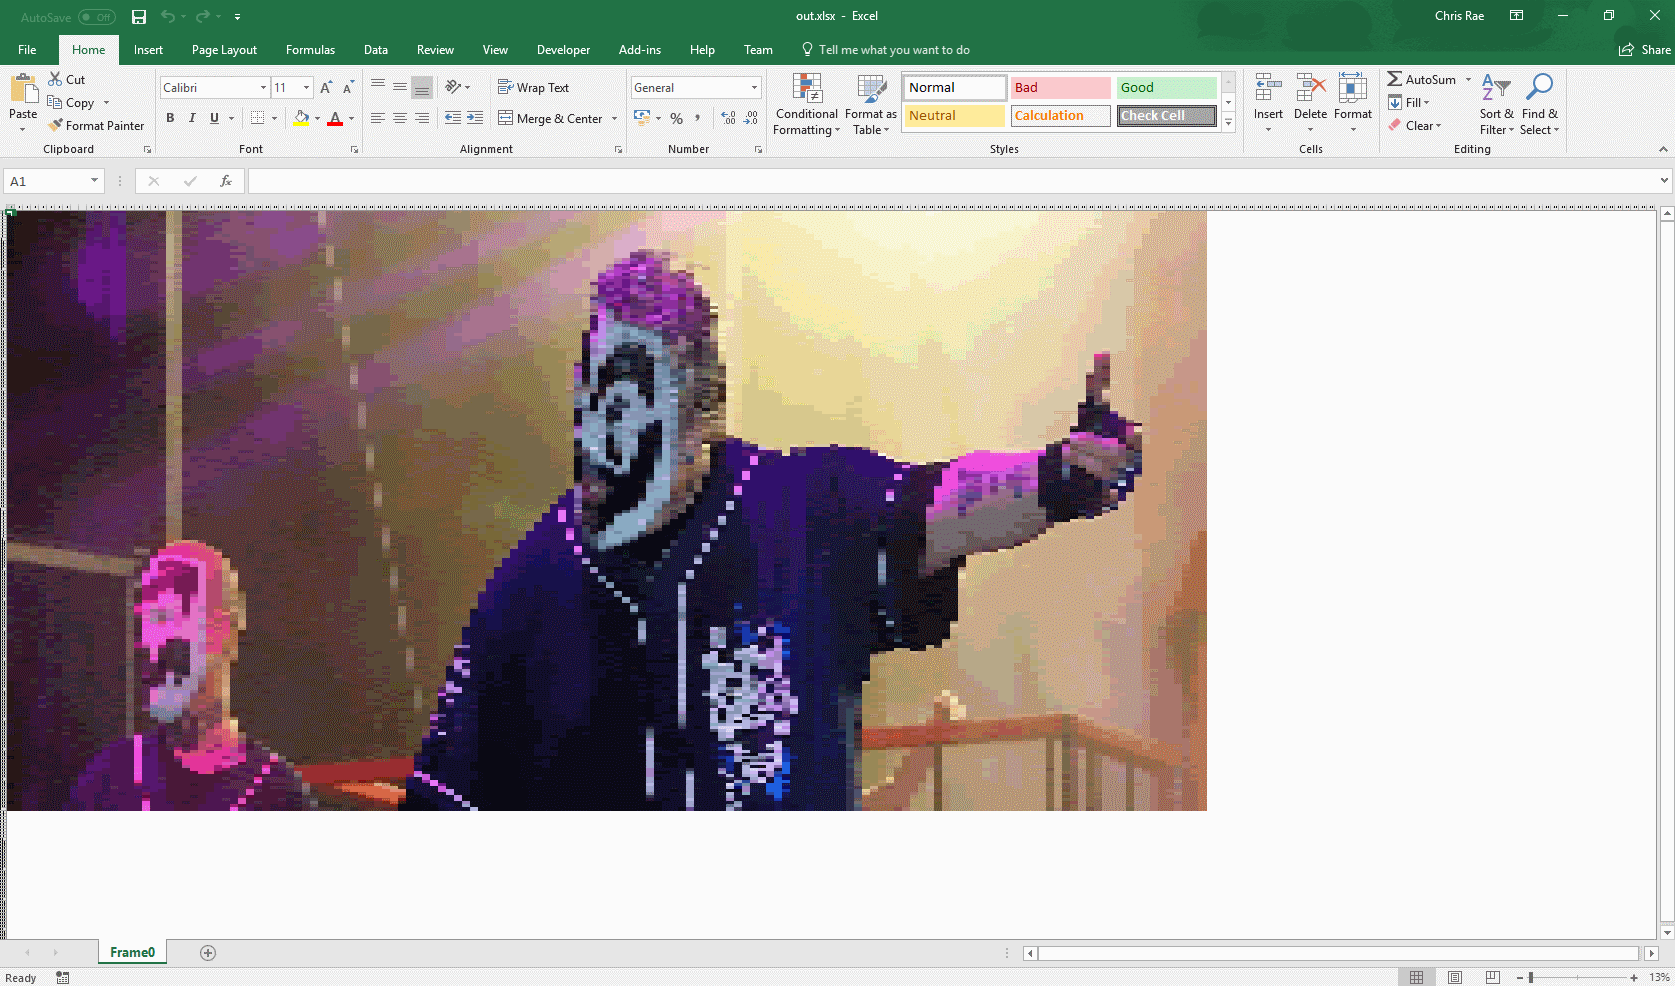 AutoSave Off
out.xlsx - Excel
Chris Rae
File Home Insert Page Layout Formulas Data Review View Developer Add-ins Help Team Tell me what you want to do Share
Paste
Cut
Copy
Format Painter
Clipboard
Calibri 11
B I U
Font
Wrap Text
Merge & Center
Alignment
General
Number
Conditional Formatting
Format as Table
Normal Bad Good
Neutral Calculation Check Cell
Styles
Insert Delete Format
Cells
AutoSum
Fill
Clear
Sort & Filter
Find & Select
Editing
A1
fx
Frame0
Ready
13%